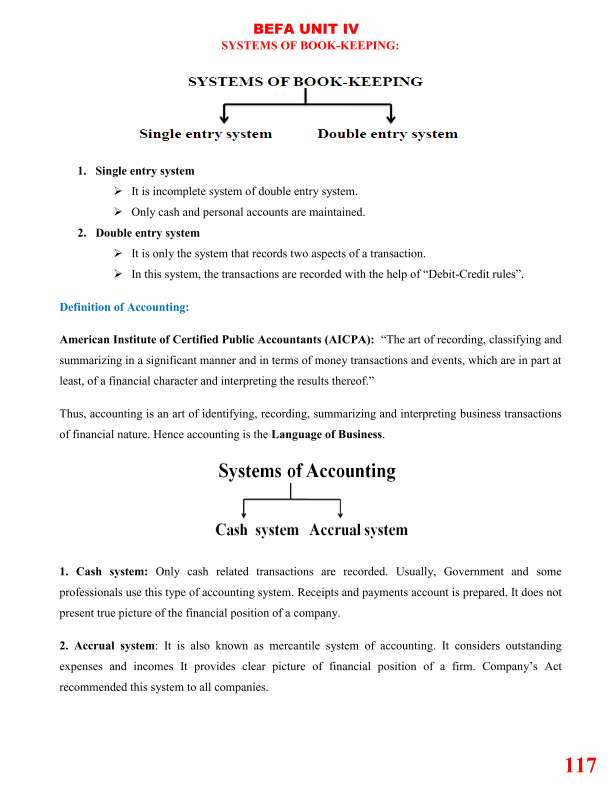 BEFA UNIT IV
SYSTEMS OF BOOK-KEEPING:
SYSTEMS OF BOOK-KEEPING
Single entry system Double entry system
1. Single entry system
➢ It is incomplete system of double entry system.
➢ Only cash and personal accounts are maintained.
2. Double entry system
➢ It is only the system that records two aspects of a transaction.
➢ In this system, the transactions are recorded with the help of “Debit-Credit rules”.
Definition of Accounting:
American Institute of Certified Public Accountants (AICPA): “The art of recording, classifying and
summarizing in a significant manner and in terms of money transactions and events, which are in part at
least, of a financial character and interpreting the results thereof.”
Thus, accounting is an art of identifying, recording, summarizing and interpreting business transactions
of financial nature. Hence accounting is the Language of Business.
Systems of Accounting
Cash system Accrual system
1. Cash system: Only cash related transactions are recorded. Usually, Government and some
professionals use this type of accounting system. Receipts and payments account is prepared. It does not
present true picture of the financial position of a company.
2. Accrual system: It is also known as mercantile system of accounting. It considers outstanding
expenses and incomes It provides clear picture of financial position of a firm. Company’s Act
recommended this system to all companies.
117